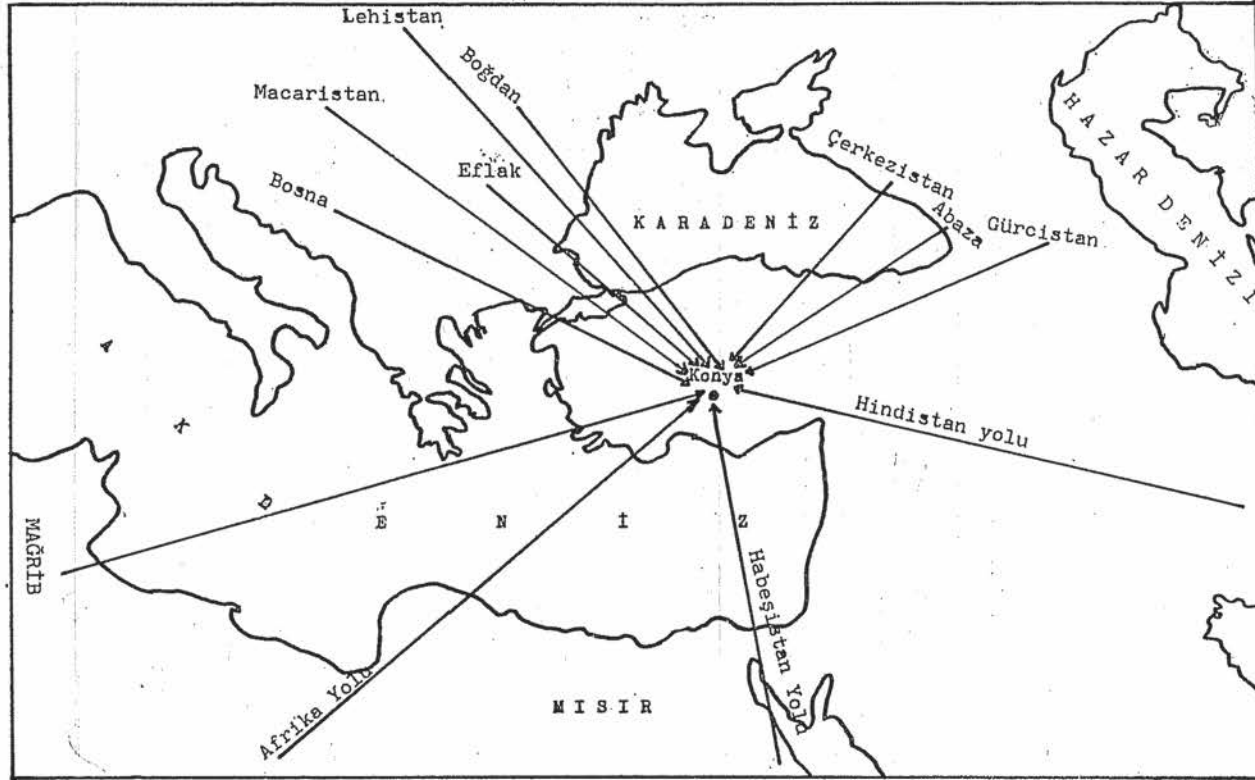 Lehistan
Boğdan
Macaristan
Eflak
Bosna
Çerkezistan
Abaza
Gürcistan
HAZAR DENİZİ
KARADENİZ
Konya
Hindistan yolu
AKDENİZ
MAĞRİB
Afrika Yolu
Habeşistan Yolu
MISIR